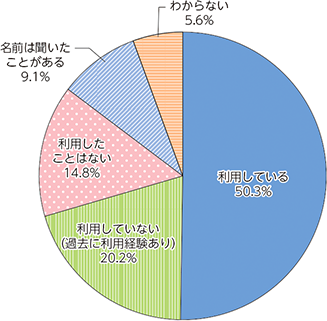 わからない
5.6%
名前は聞いた
ことがある
9.1%
利用した
ことはない
14.8%
利用している
50.3%
利用していない
(過去に利用経験あり)
20.2%